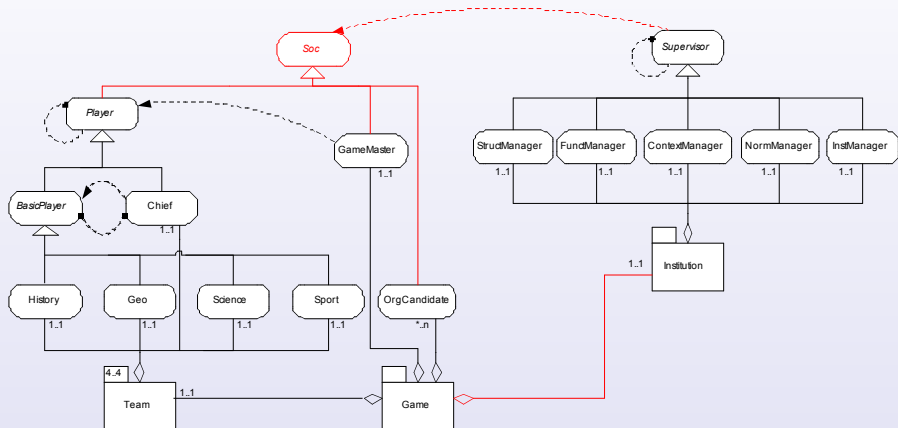 Soc
Supervisor
Player
GameMaster
1..1
StructManager
1..1
FunctManager
1..1
ContextManager
1..1
NormManager
1..1
InstManager
1..1
BasicPlayer
Chief
1..1
History
1..1
Geo
1..1
Science
1..1
Sport
1..1
OrgCandidate
*..n
1..1
Institution
4..4
Team
1..1
Game